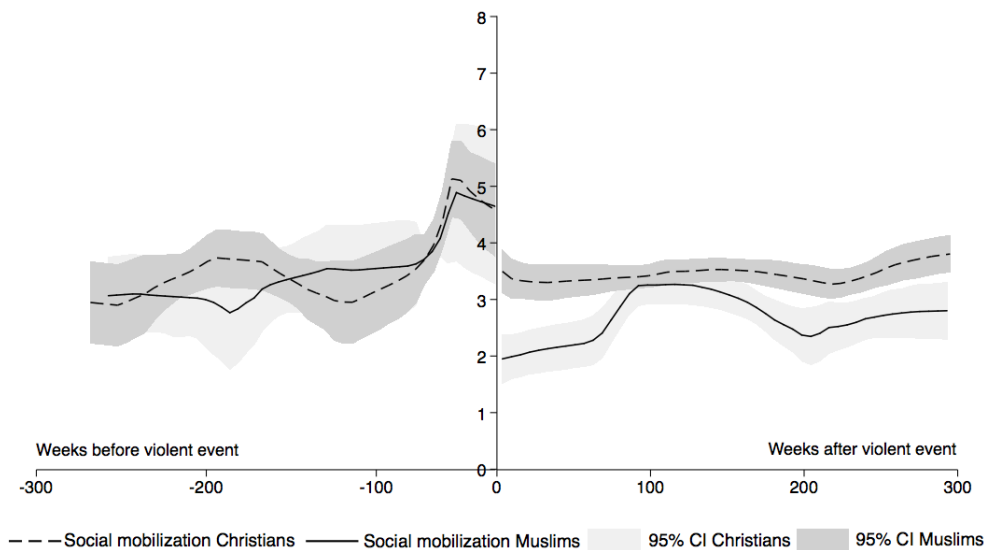 8
7
6
5
4
3
2
1
0
Weeks before violent event
Weeks after violent event
-300 -200 -100 0 100 200 300
Social mobilization Christians Social mobilization Muslims 95% CI Christians 95% CI Muslims